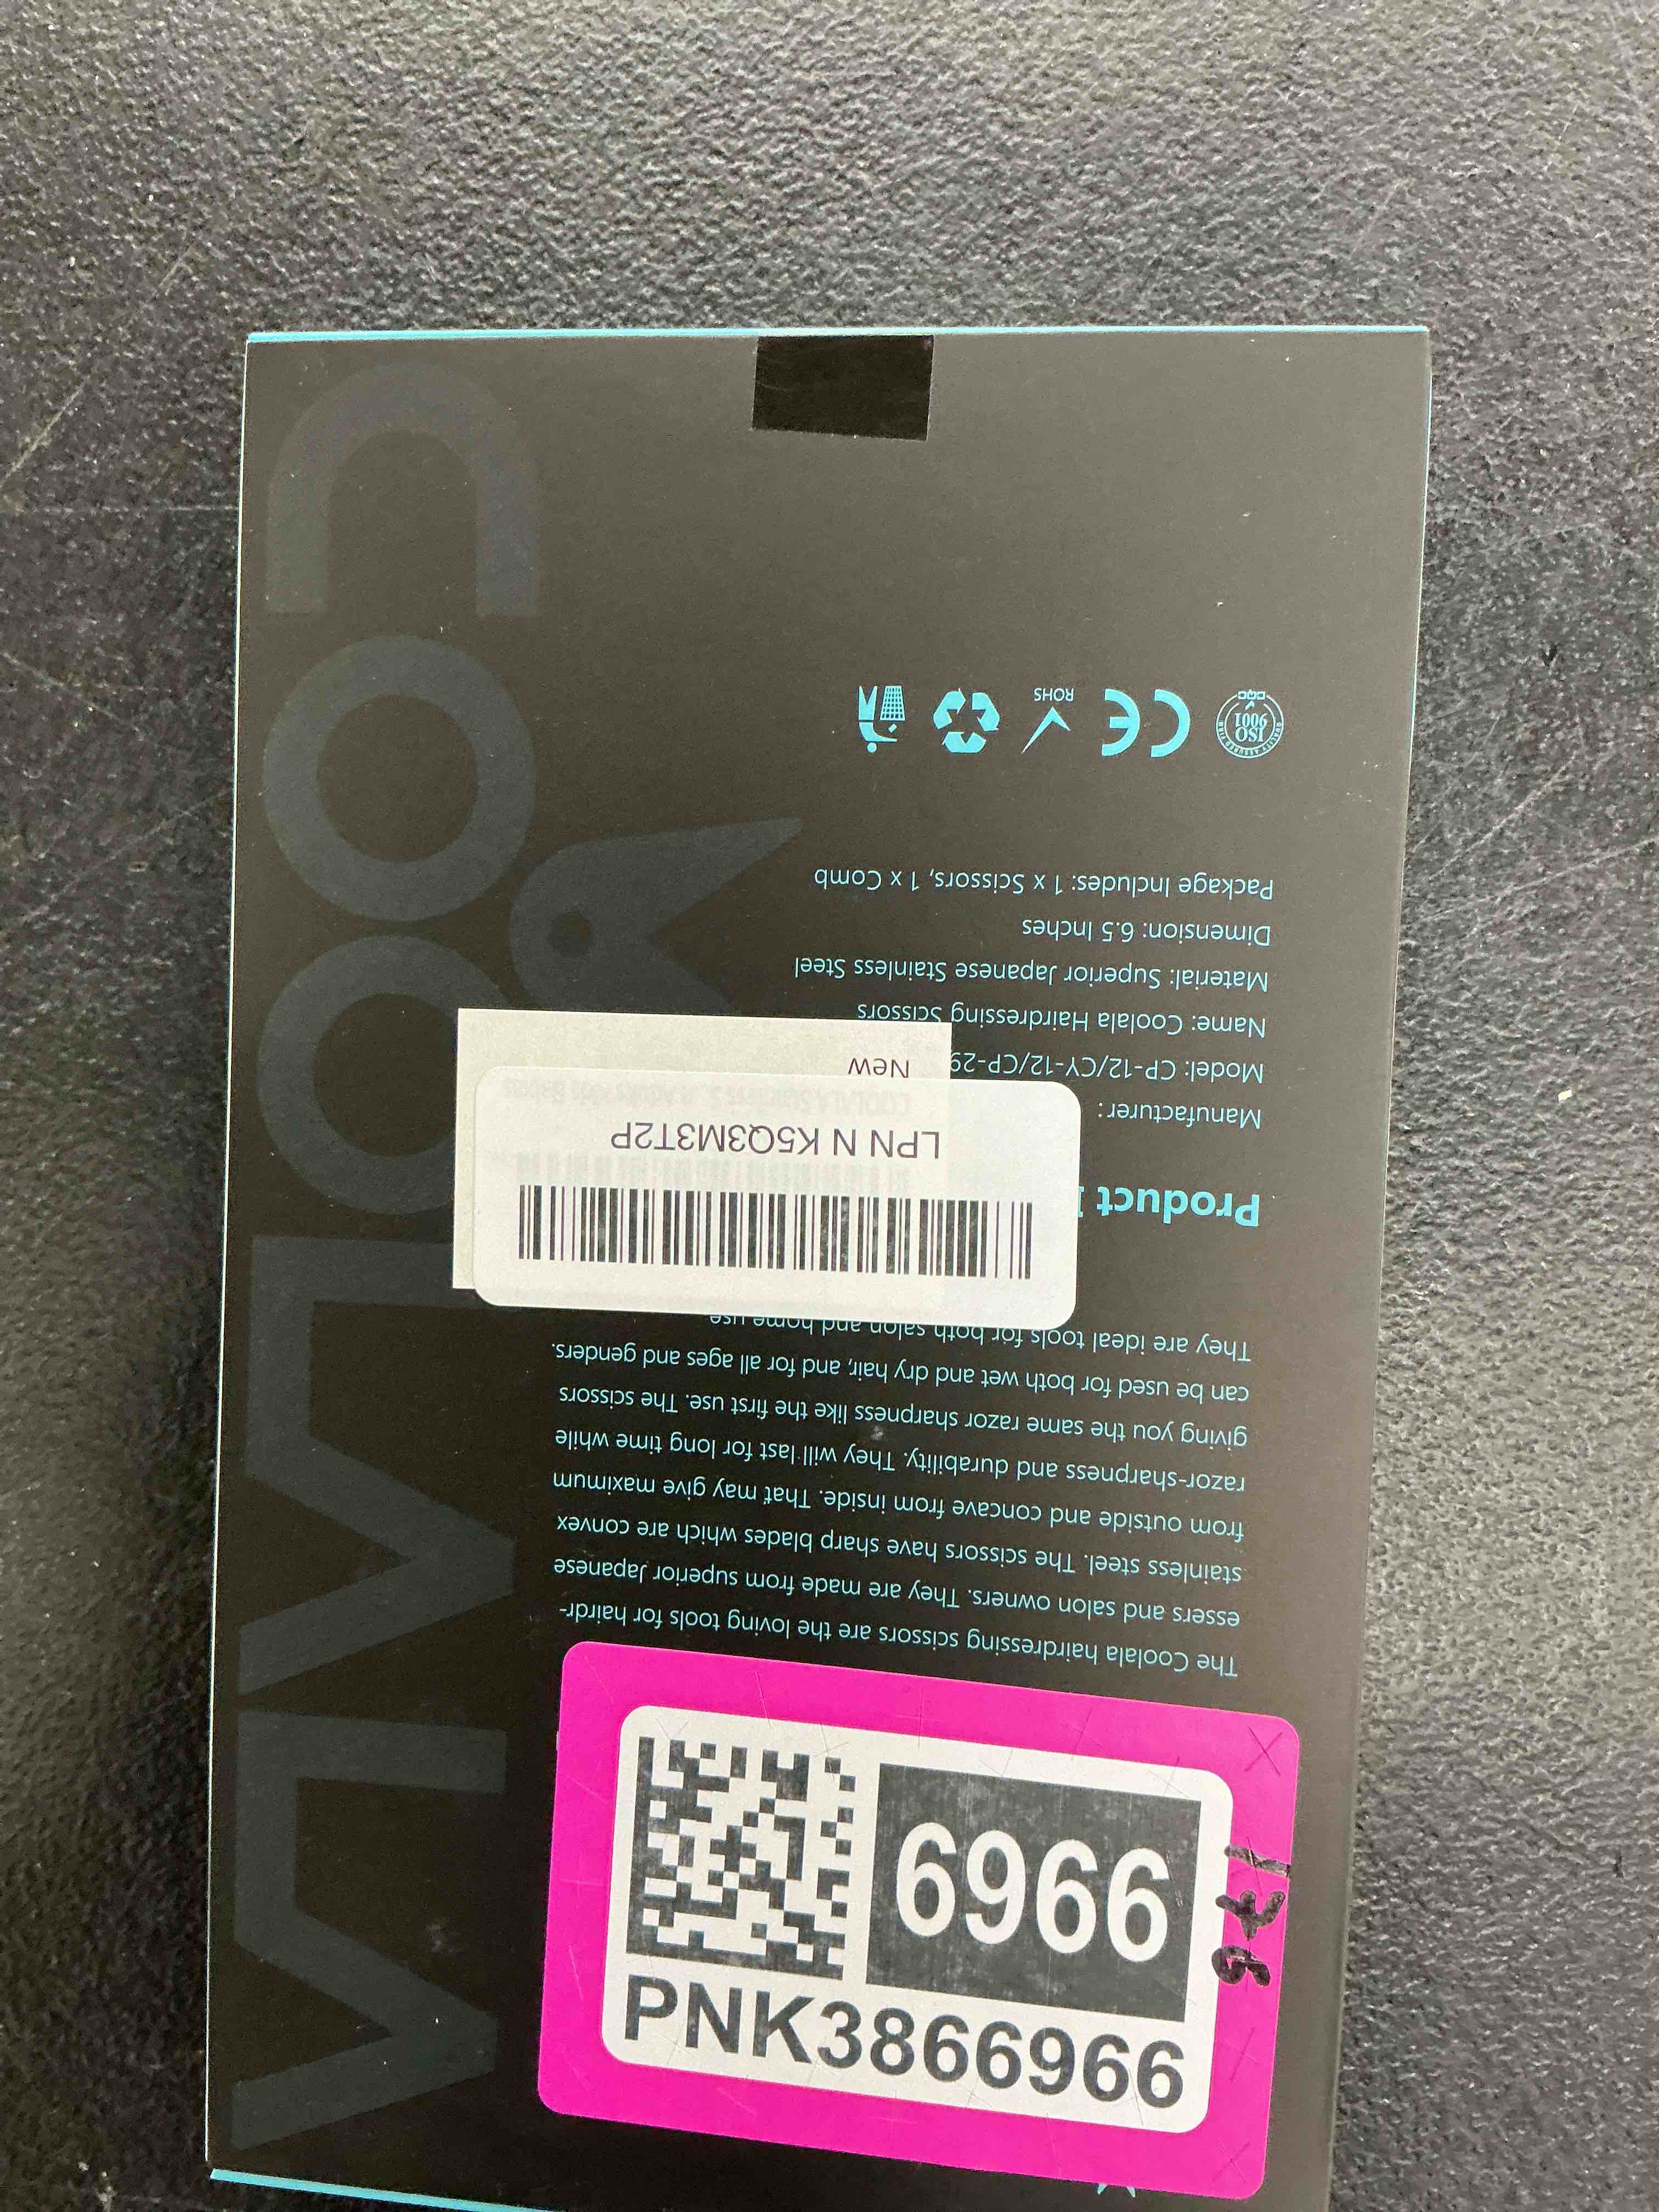 COOLALA
The Coolala hairdressing scissors are the loving tools for hairdr-
essers and salon owners. They are made from superior Japanese
stainless steel. The scissors have sharp blades which are convex
from outside and concave from inside. That may give maximum
razor-sharpness and durability. They will last for long time while
giving you the same razor sharpness like the first use. The scissors
can be used for both wet and dry hair, and for all ages and genders.
They are ideal tools for both salon and home use
Product
Manufacturer:
Model: CP-12/CY-12/CP-29
Name: Coolala Hairdressing Scissors
Material: Superior Japanese Stainless Steel
Dimension: 6.5 Inches
Package Includes: 1 x Scissors, 1 x Comb
ISO
9001
CQC
CE
ROHS
LPN N K5Q3M3T2P
New
6966
PNK3866966